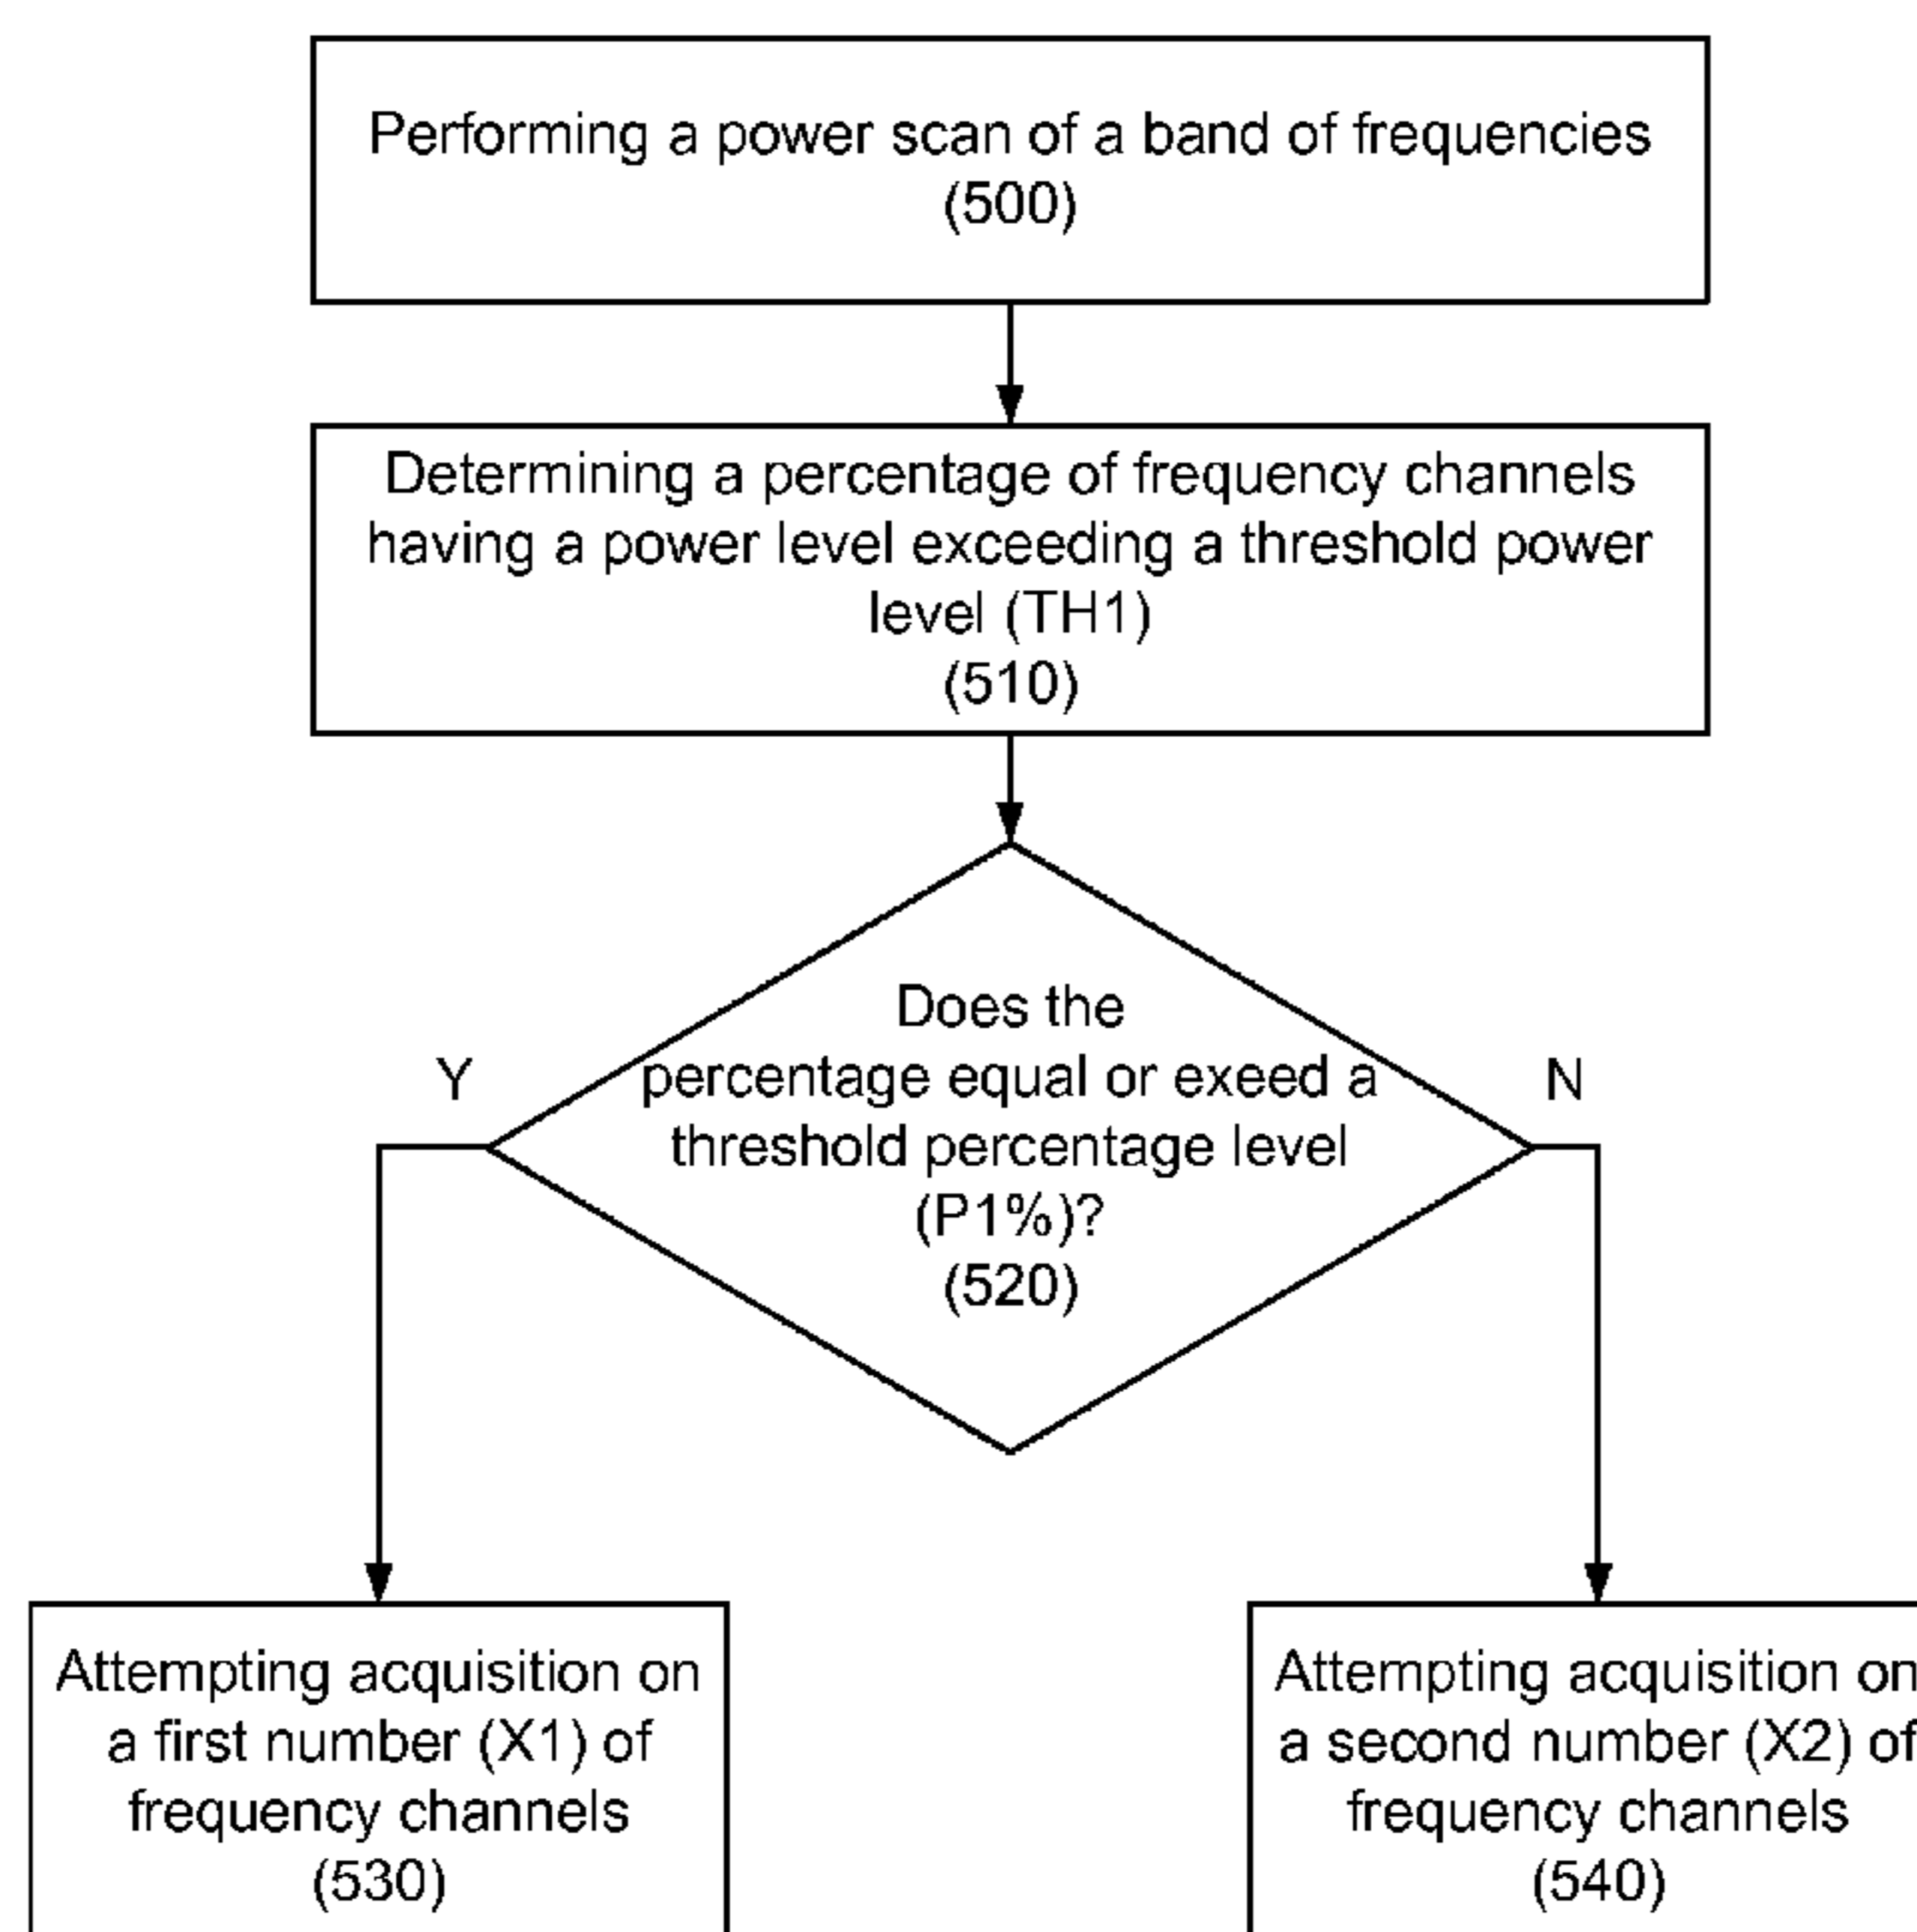 Performing a power scan of a band of frequencies
(500)
Determining a percentage of frequency channels
having a power level exceeding a threshold power
level (TH1)
(510)
Does the
percentage equal or exeed a
threshold percentage level
(P1%)?
(520)
Y
N
Attempting acquisition on
a first number (X1) of
frequency channels
(530)
Attempting acquisition on
a second number (X2) of
frequency channels
(540)